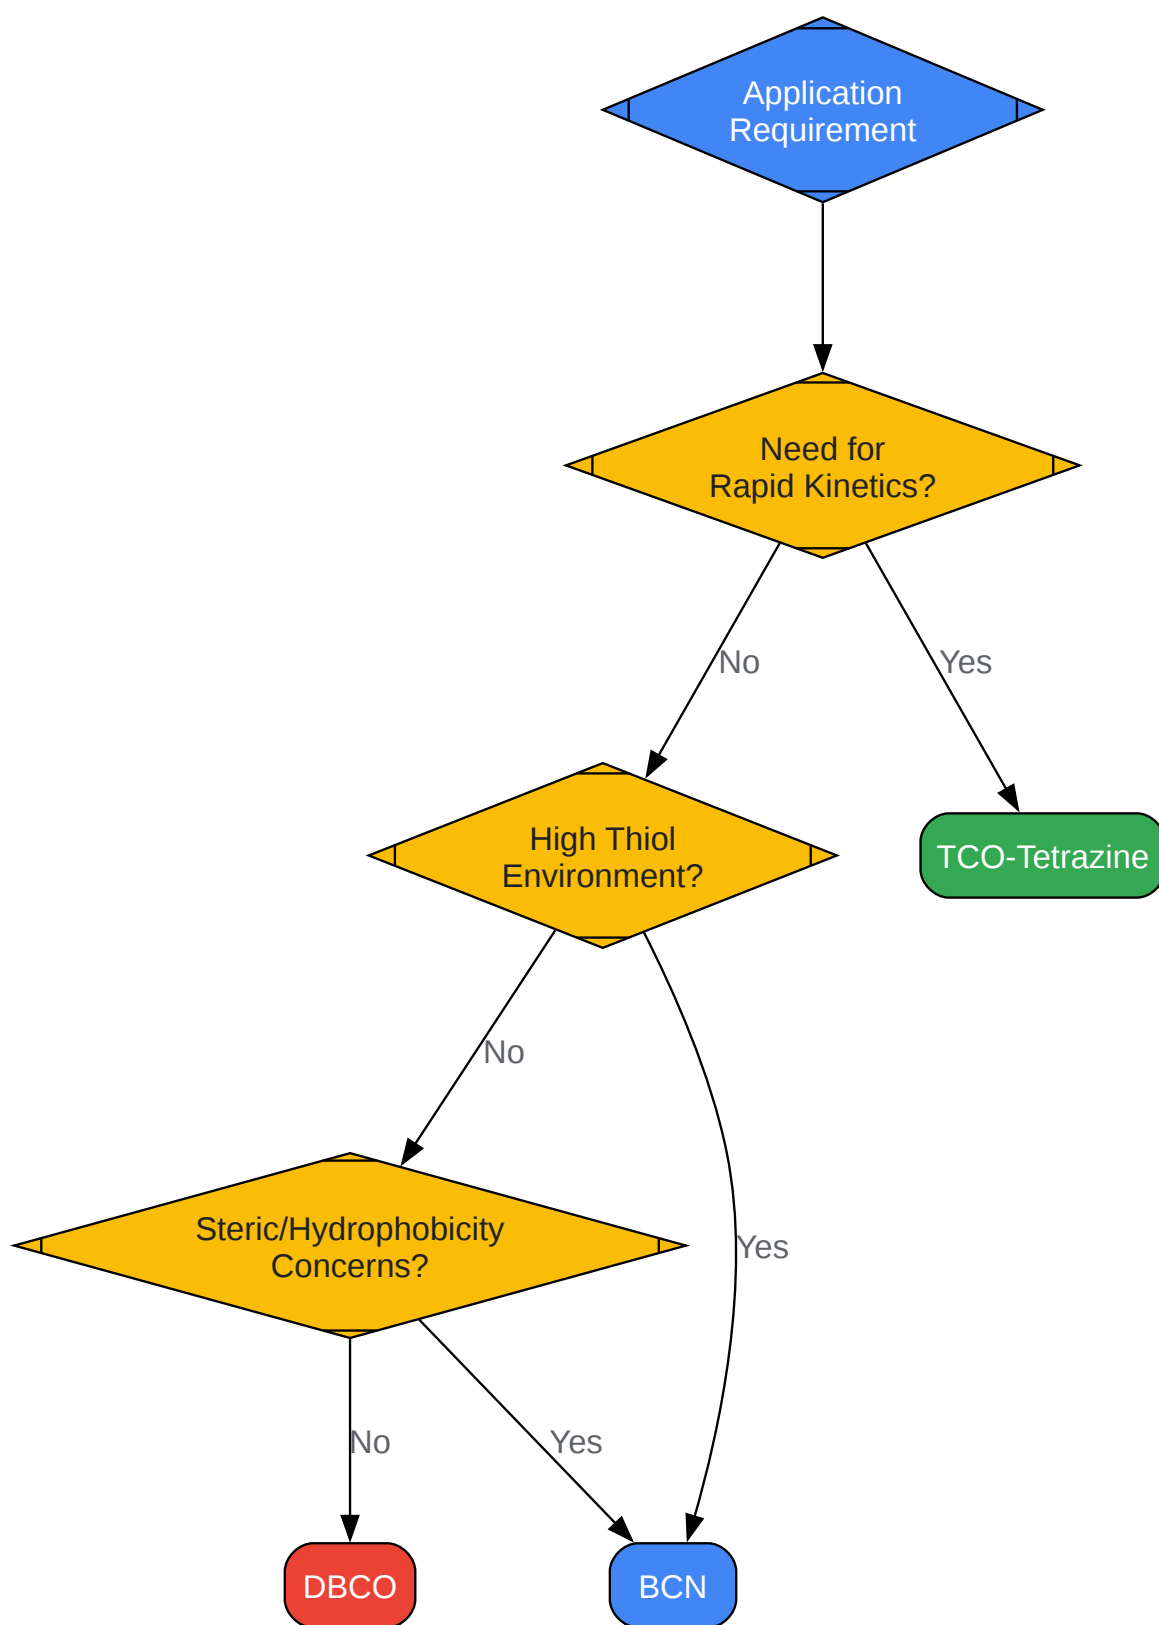 Application
Requirement
Need for
Rapid Kinetics?
No
Yes
High Thiol
Environment?
TCO-Tetrazine
No
Steric/Hydrophobicity
Concerns?
Yes
No
Yes
DBCO
BCN